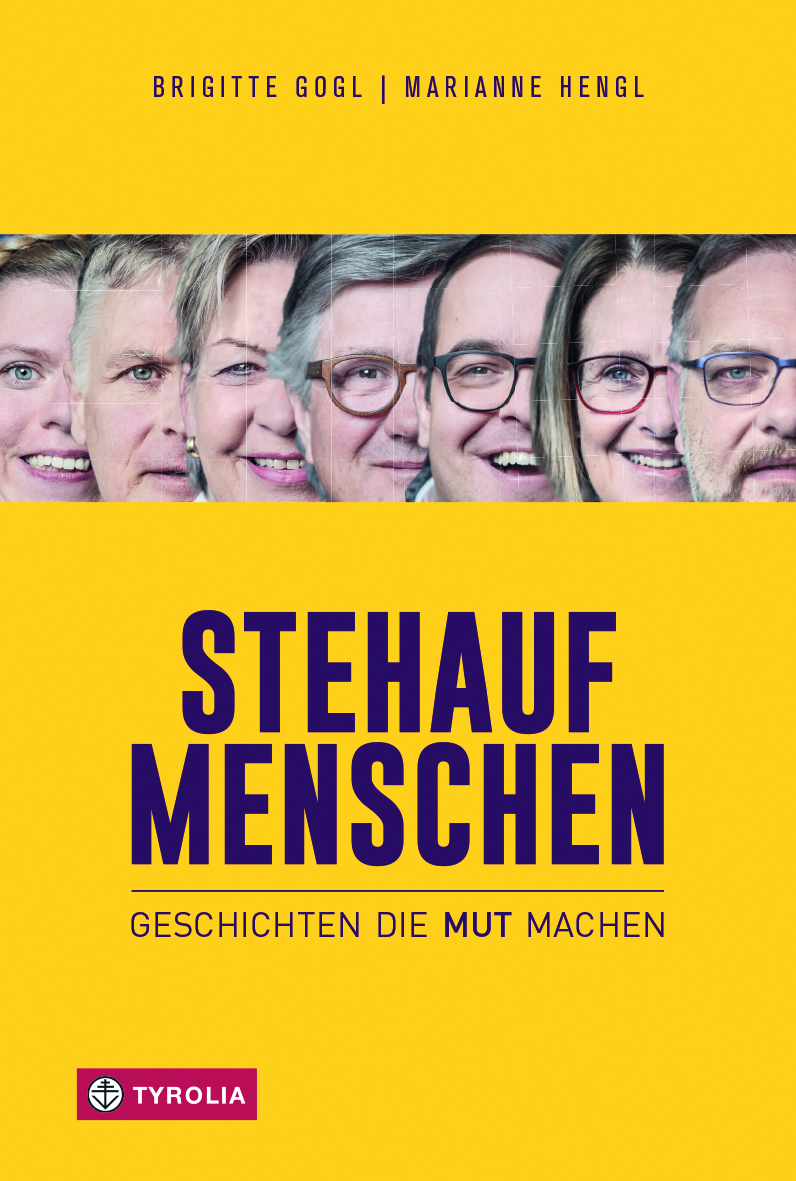 BRIGITTE GOGL | MARIANNE HENGL
STEHAUF
MENSCHEN
GESCHICHTEN DIE MUT MACHEN
TYROLIA